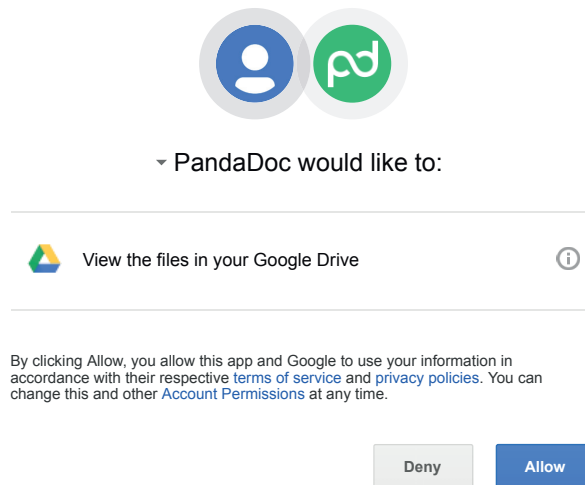 pd
PandaDoc would like to:
View the files in your Google Drive
By clicking Allow, you allow this app and Google to use your information in
accordance with their respective terms of service and privacy policies. You can
change this and other Account Permissions at any time.
Deny Allow